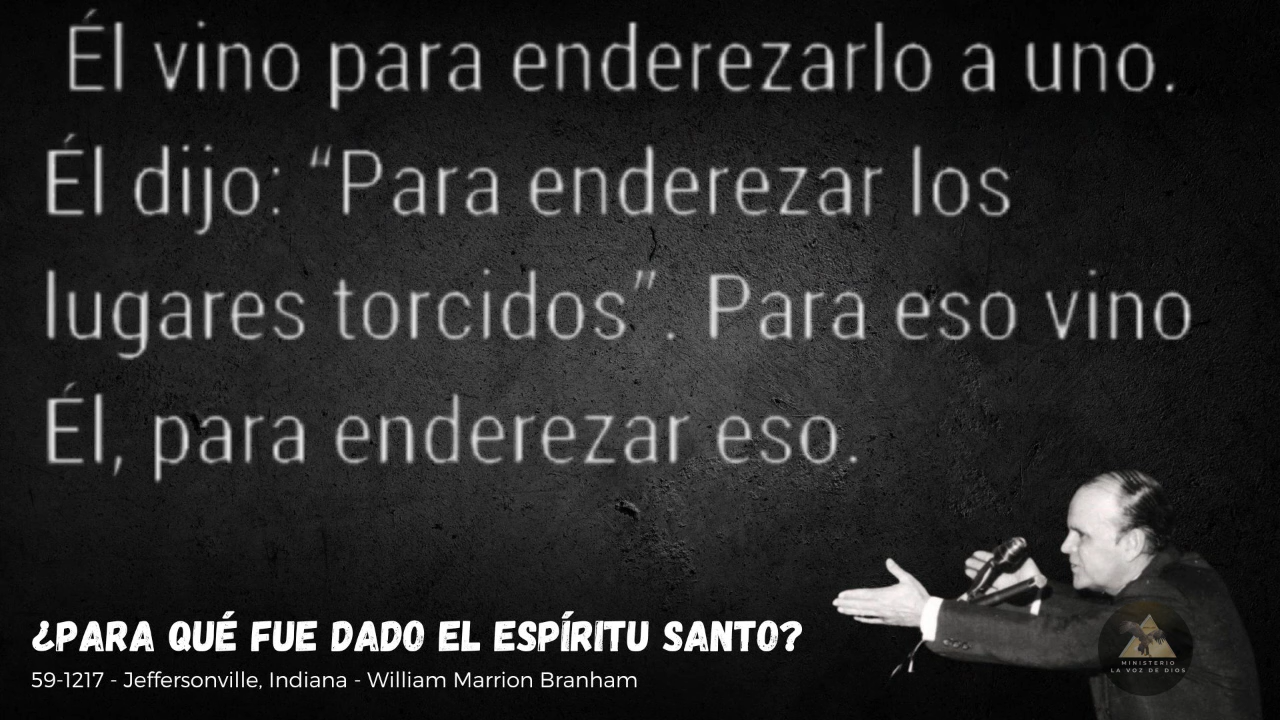 Él vino para enderezarlo a uno.
Él dijo: “Para enderezar los
lugares torcidos”. Para eso vino
Él, para enderezar eso.
¿PARA QUÉ FUE DADO EL ESPÍRITU SANTO?
59-1217 - Jeffersonville, Indiana - William Marrion Branham
MINISTERIO
LA VOZ DE DIOS